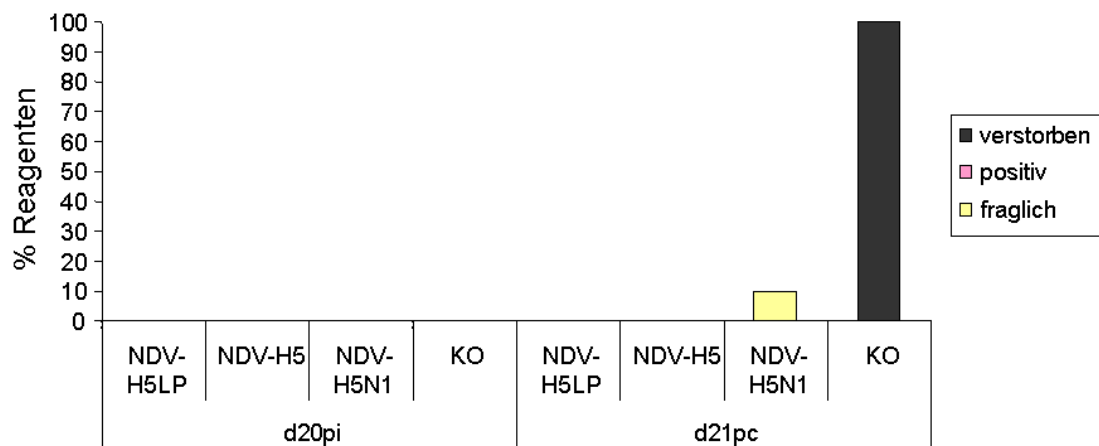 % Reagenten
100
90
80
70
60
50
40
30
20
10
0
NDV-
H5LP
NDV-H5
NDV-
H5N1
KO
NDV-
H5LP
NDV-H5
NDV-
H5N1
KO
d20pi
d21pc
verstorben
positiv
fraglich